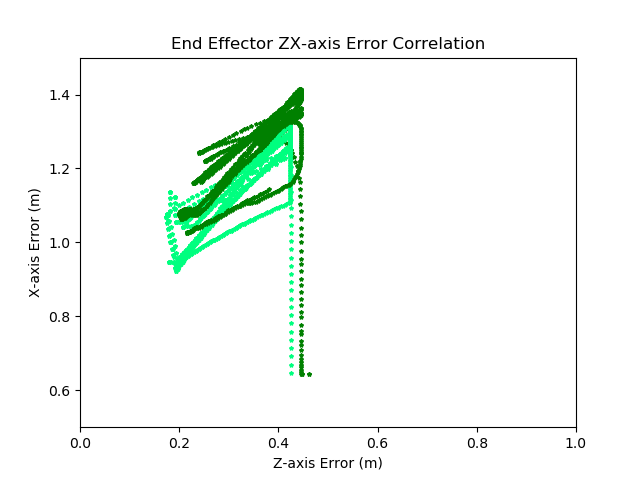 End Effector ZX-axis Error Correlation
X-axis Error (m)
1.4
1.2
1.0
0.8
0.6
0.0 0.2 0.4 0.6 0.8 1.0
Z-axis Error (m)